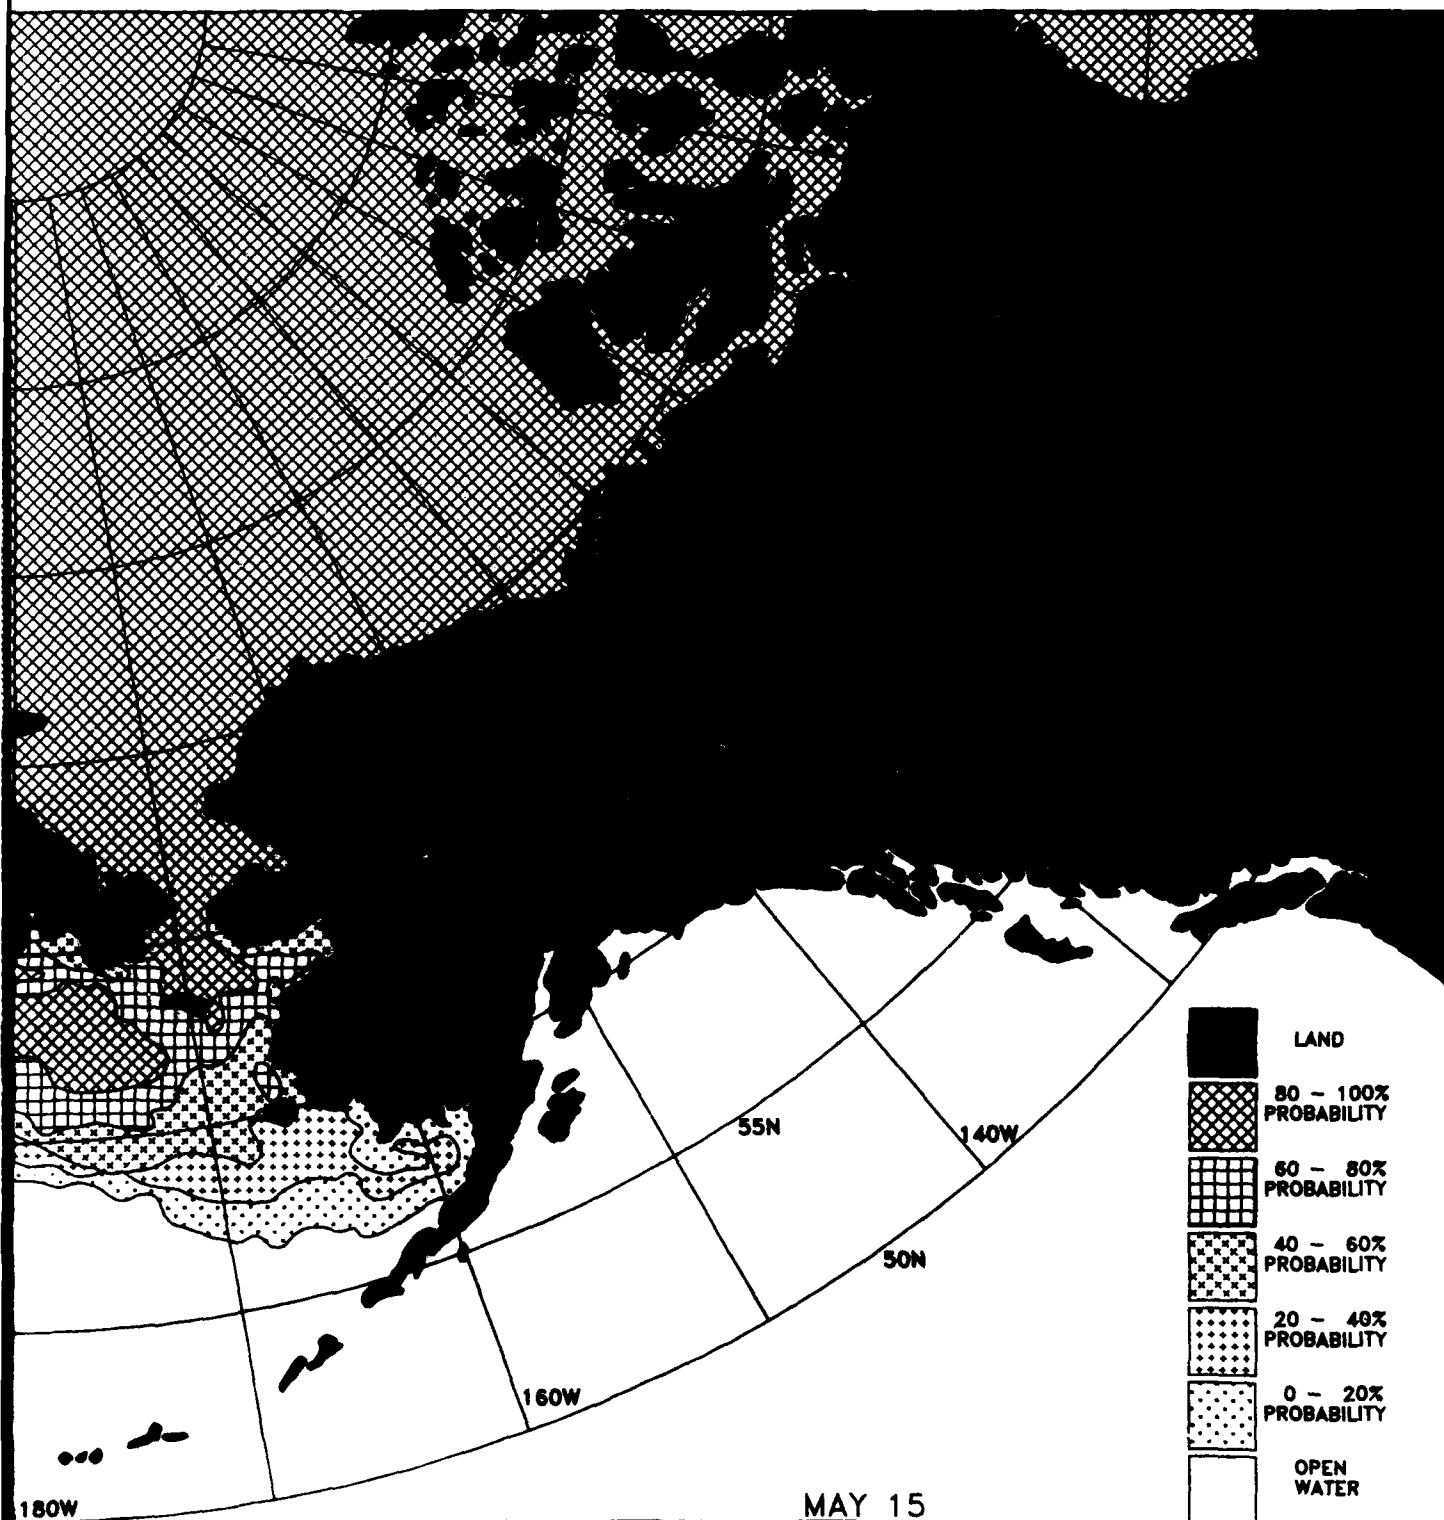 LAND
80 - 100%
PROBABILITY
60 - 80%
PROBABILITY
40 - 60%
PROBABILITY
20 - 40%
PROBABILITY
0 - 20%
PROBABILITY
OPEN
WATER
55N
140W
50N
160W
180W
MAY 15